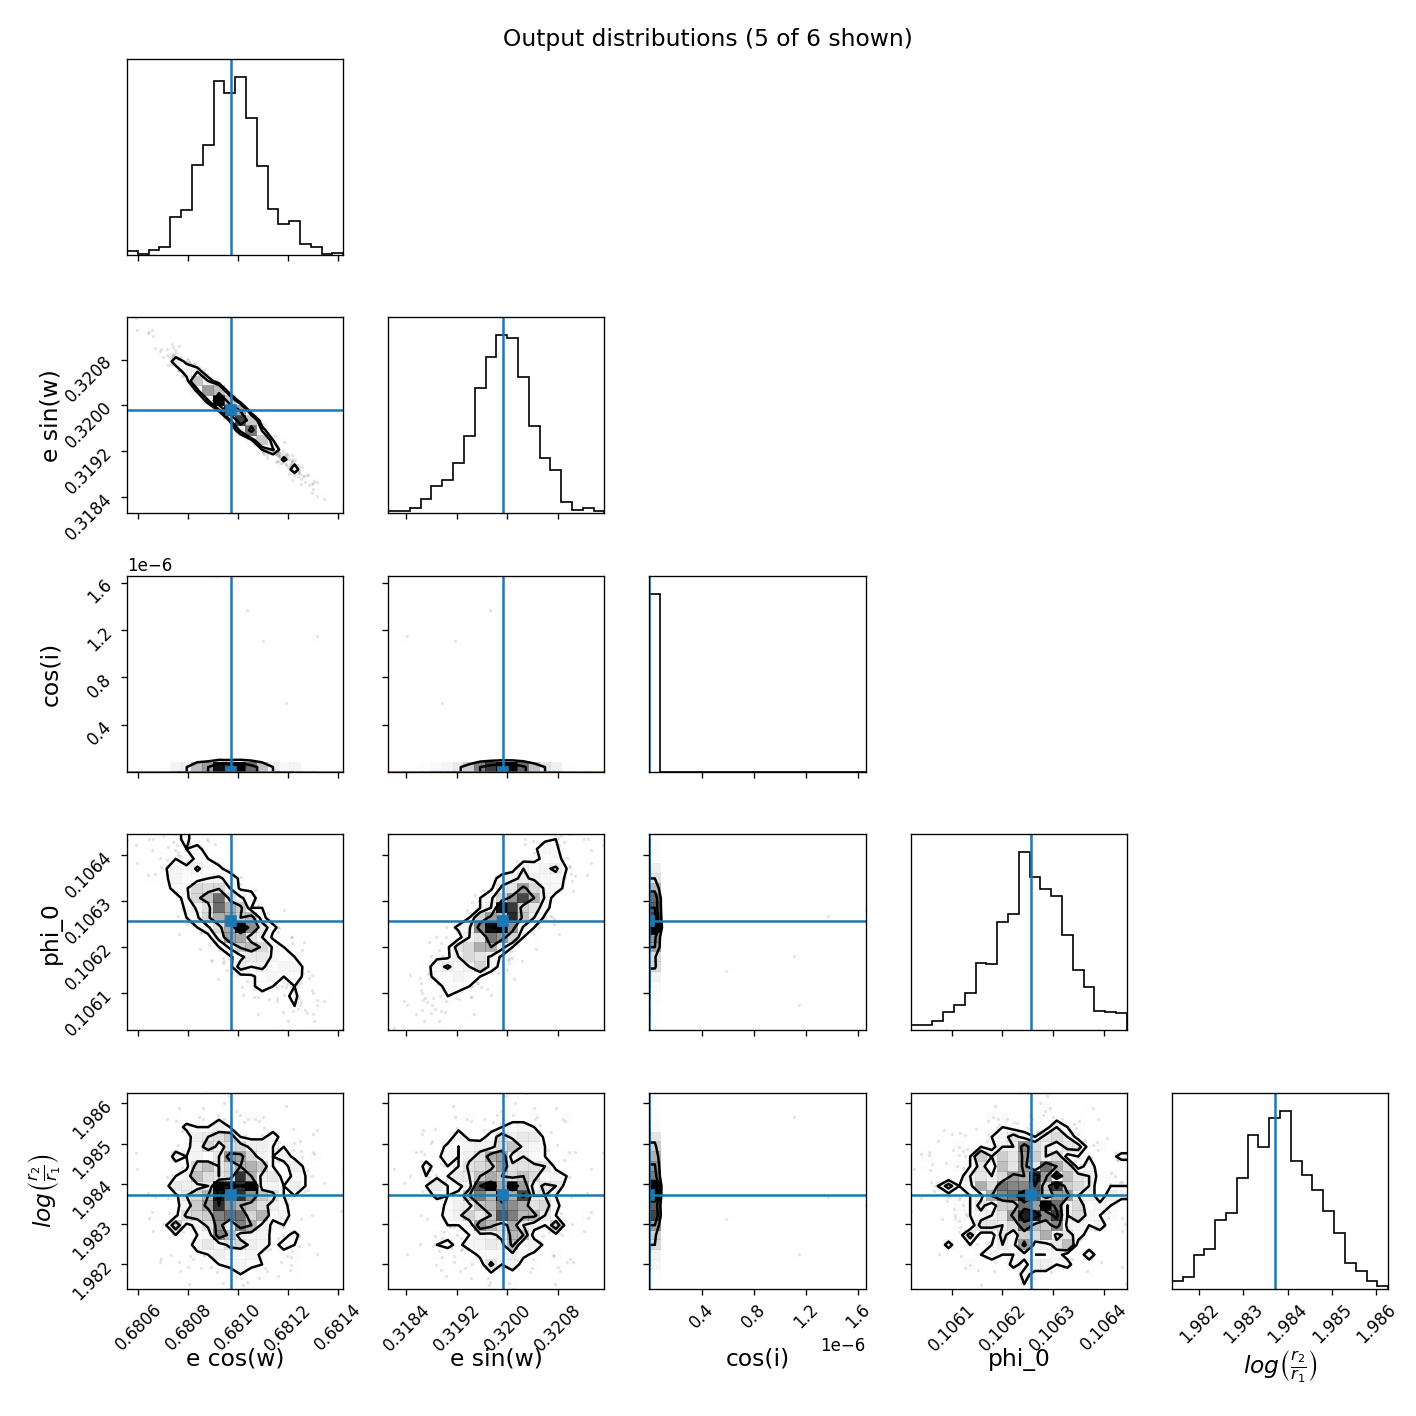 Output distributions (5 of 6 shown)
e sin(w)
0.3208
0.3200
0.3192
0.3184
1e−6
cos(i)
1.6
1.2
0.8
0.4
phi_0
0.1064
0.1063
0.1062
0.1061
log(r₂/r₁)
1.986
1.985
1.984
1.983
1.982
0.6806 0.6808 0.6810 0.6812 0.6814
e cos(w)
0.3184 0.3192 0.3200 0.3208
e sin(w)
0.4 0.8 1.2 1.6
1e−6
cos(i)
0.1061 0.1062 0.1063 0.1064
phi_0
1.982 1.983 1.984 1.985 1.986
log(r₂/r₁)